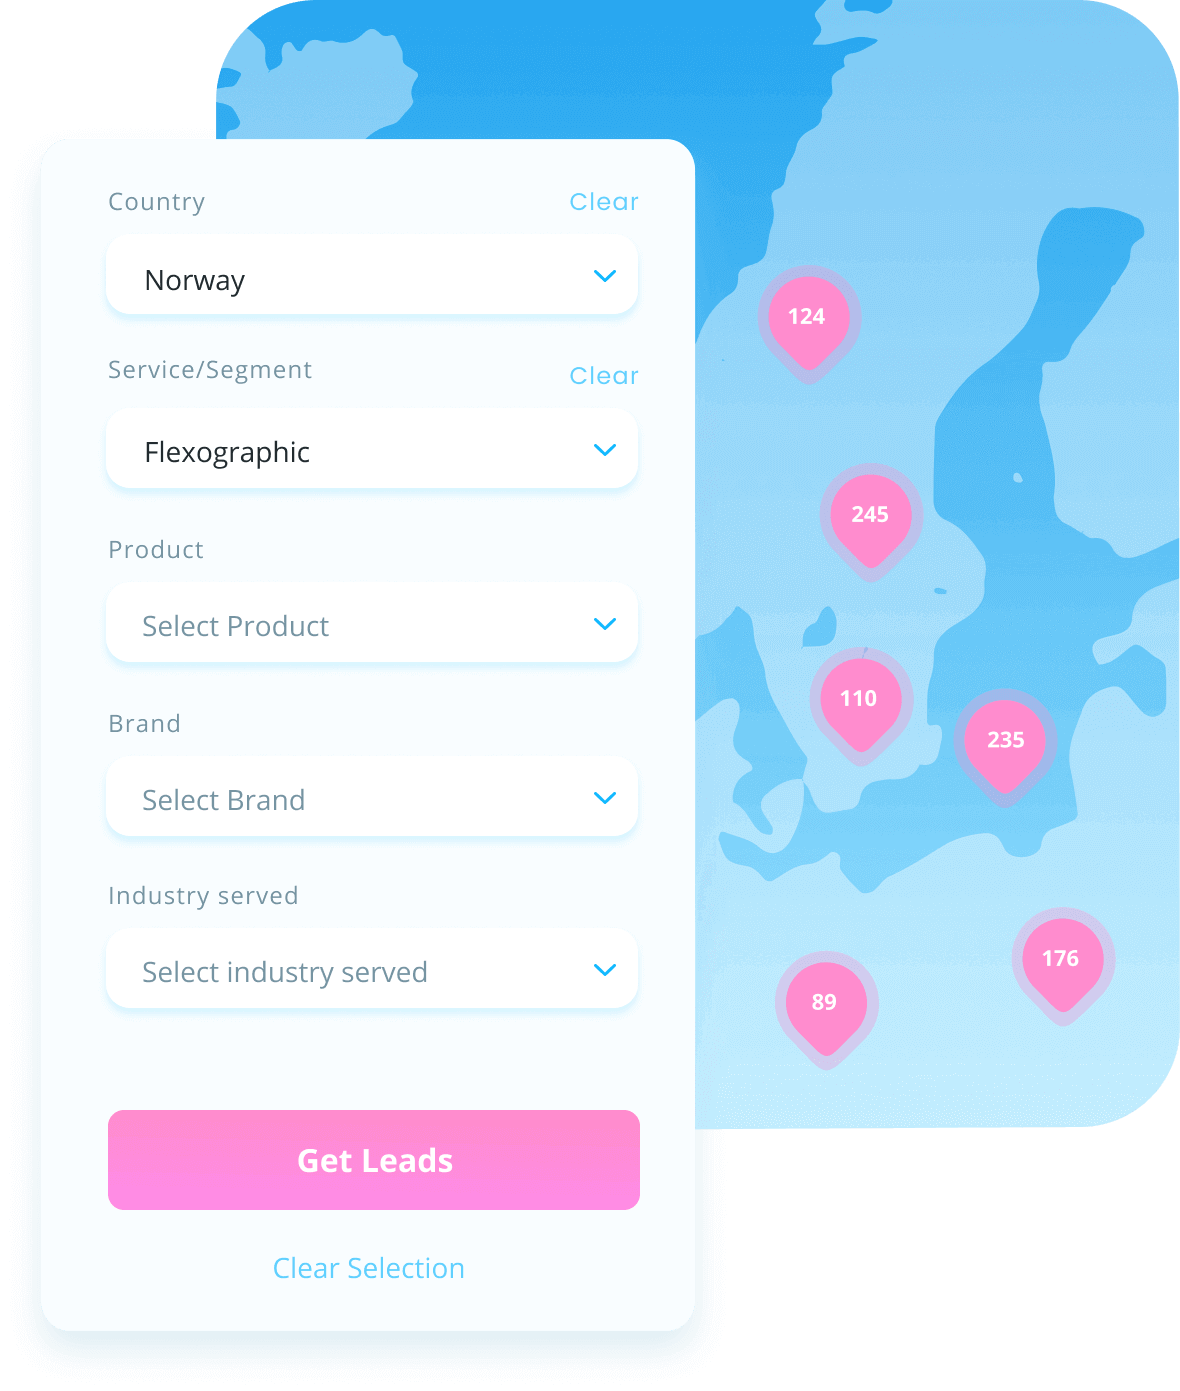 Country
Clear
Norway
Service/Segment
Clear
Flexographic
Product
Select Product
Brand
Select Brand
Industry served
Select industry served
Get Leads
Clear Selection
124
245
110
235
176
89